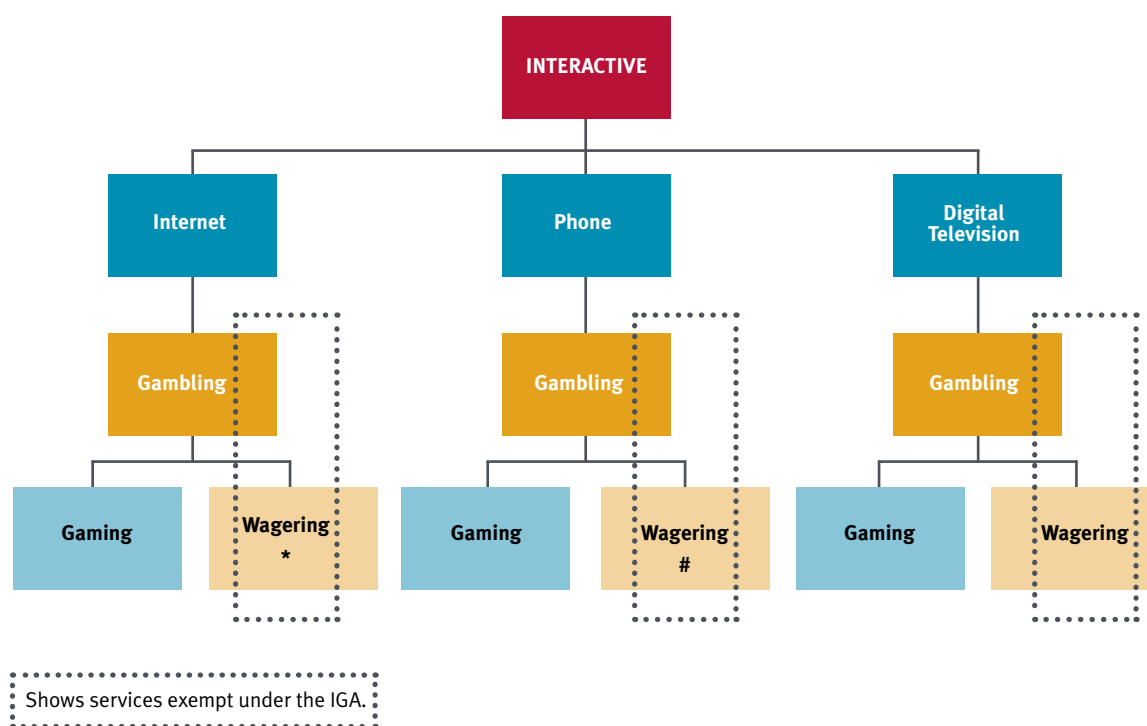 INTERACTIVE
Internet
Phone
Digital
Television
Gambling
Gambling
Gambling
Gaming
Wagering
*
Gaming
Wagering
#
Gaming
Wagering
Shows services exempt under the IGA.